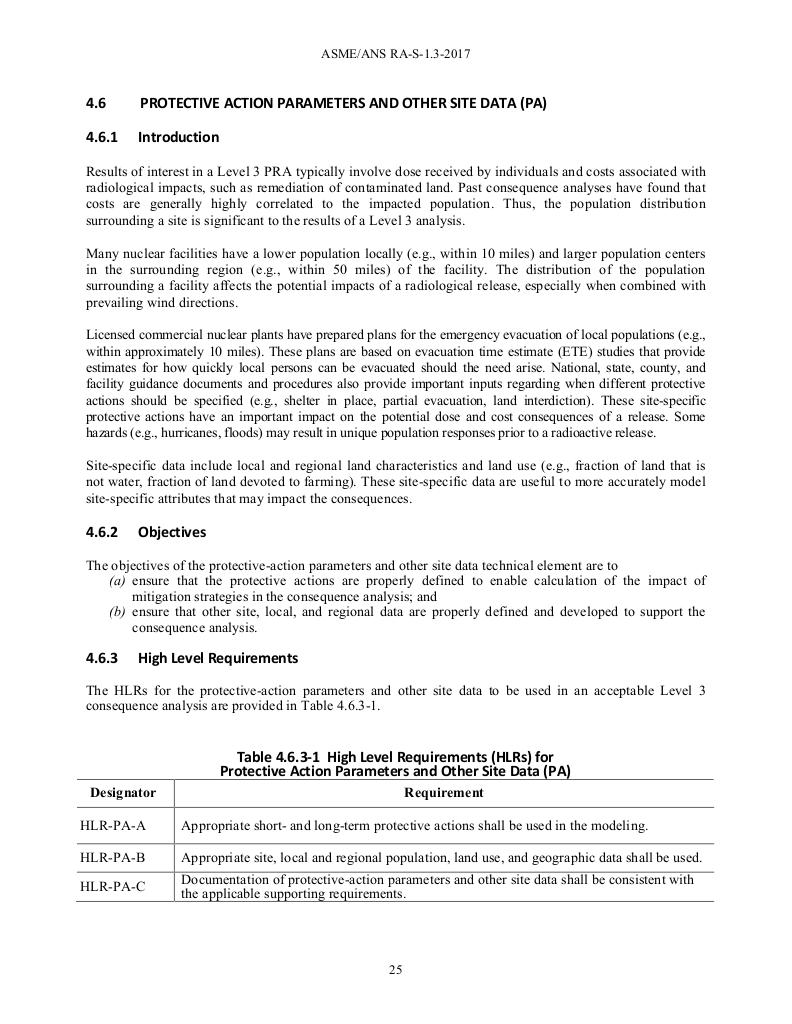 ASME/ANS RA-S-1.3-2017
4.6 PROTECTIVE ACTION PARAMETERS AND OTHER SITE DATA (PA)
4.6.1 Introduction
Results of interest in a Level 3 PRA typically involve dose received by individuals and costs associated with
radiological impacts, such as remediation of contaminated land. Past consequence analyses have found that
costs are generally highly correlated to the impacted population. Thus, the population distribution
surrounding a site is significant to the results of a Level 3 analysis.
Many nuclear facilities have a lower population locally (e.g., within 10 miles) and larger population centers
in the surrounding region (e.g., within 50 miles) of the facility. The distribution of the population
surrounding a facility affects the potential impacts of a radiological release, especially when combined with
prevailing wind directions.
Licensed commercial nuclear plants have prepared plans for the emergency evacuation of local populations (e.g.,
within approximately 10 miles). These plans are based on evacuation time estimate (ETE) studies that provide
estimates for how quickly local persons can be evacuated should the need arise. National, state, county, and
facility guidance documents and procedures also provide important inputs regarding when different protective
actions should be specified (e.g., shelter in place, partial evacuation, land interdiction). These site-specific
protective actions have an important impact on the potential dose and cost consequences of a release. Some
hazards (e.g., hurricanes, floods) may result in unique population responses prior to a radioactive release.
Site-specific data include local and regional land characteristics and land use (e.g., fraction of land that is
not water, fraction of land devoted to farming). These site-specific data are useful to more accurately model
site-specific attributes that may impact the consequences.
4.6.2 Objectives
The objectives of the protective-action parameters and other site data technical element are to
(a) ensure that the protective actions are properly defined to enable calculation of the impact of
mitigation strategies in the consequence analysis; and
(b) ensure that other site, local, and regional data are properly defined and developed to support the
consequence analysis.
4.6.3 High Level Requirements
The HLRs for the protective-action parameters and other site data to be used in an acceptable Level 3
consequence analysis are provided in Table 4.6.3-1.
Table 4.6.3-1 High Level Requirements (HLRs) for
Protective Action Parameters and Other Site Data (PA)
Designator Requirement
HLR-PA-A Appropriate short- and long-term protective actions shall be used in the modeling.
HLR-PA-B Appropriate site, local and regional population, land use, and geographic data shall be used.
HLR-PA-C Documentation of protective-action parameters and other site data shall be consistent with
the applicable supporting requirements.
25